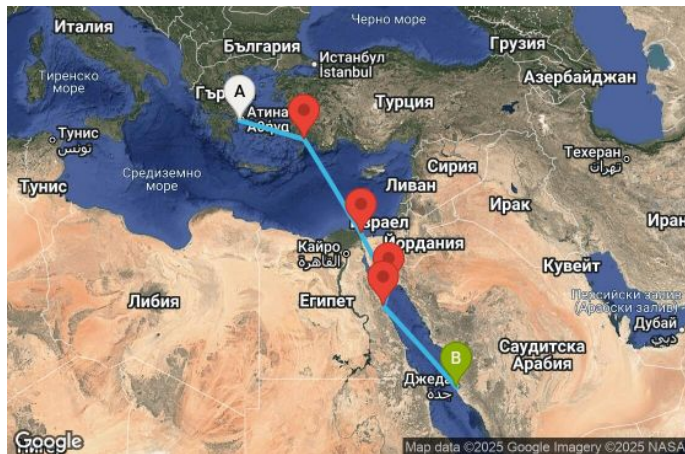 Италия
Черно море
България
Истанбул
İstanbul
Грузия
Тиренско
море
Гър
A
Атина
Αθήνα
Турция
Азербайджан
Тунис
تونس
Тунис
Средиземно
море
Сирия
Ливан
Техеран
تهران
Израел
Ирак
Иран
Кайро
القاهرة
Йордания
Кувейт
Либия
Египет
Персийски залив
(Арабски залив)
Дубай
دبي
Саудитска
Арабия
B
Джеда
جدة
Google
Map data ©2025 Google Imagery ©2025 NASA